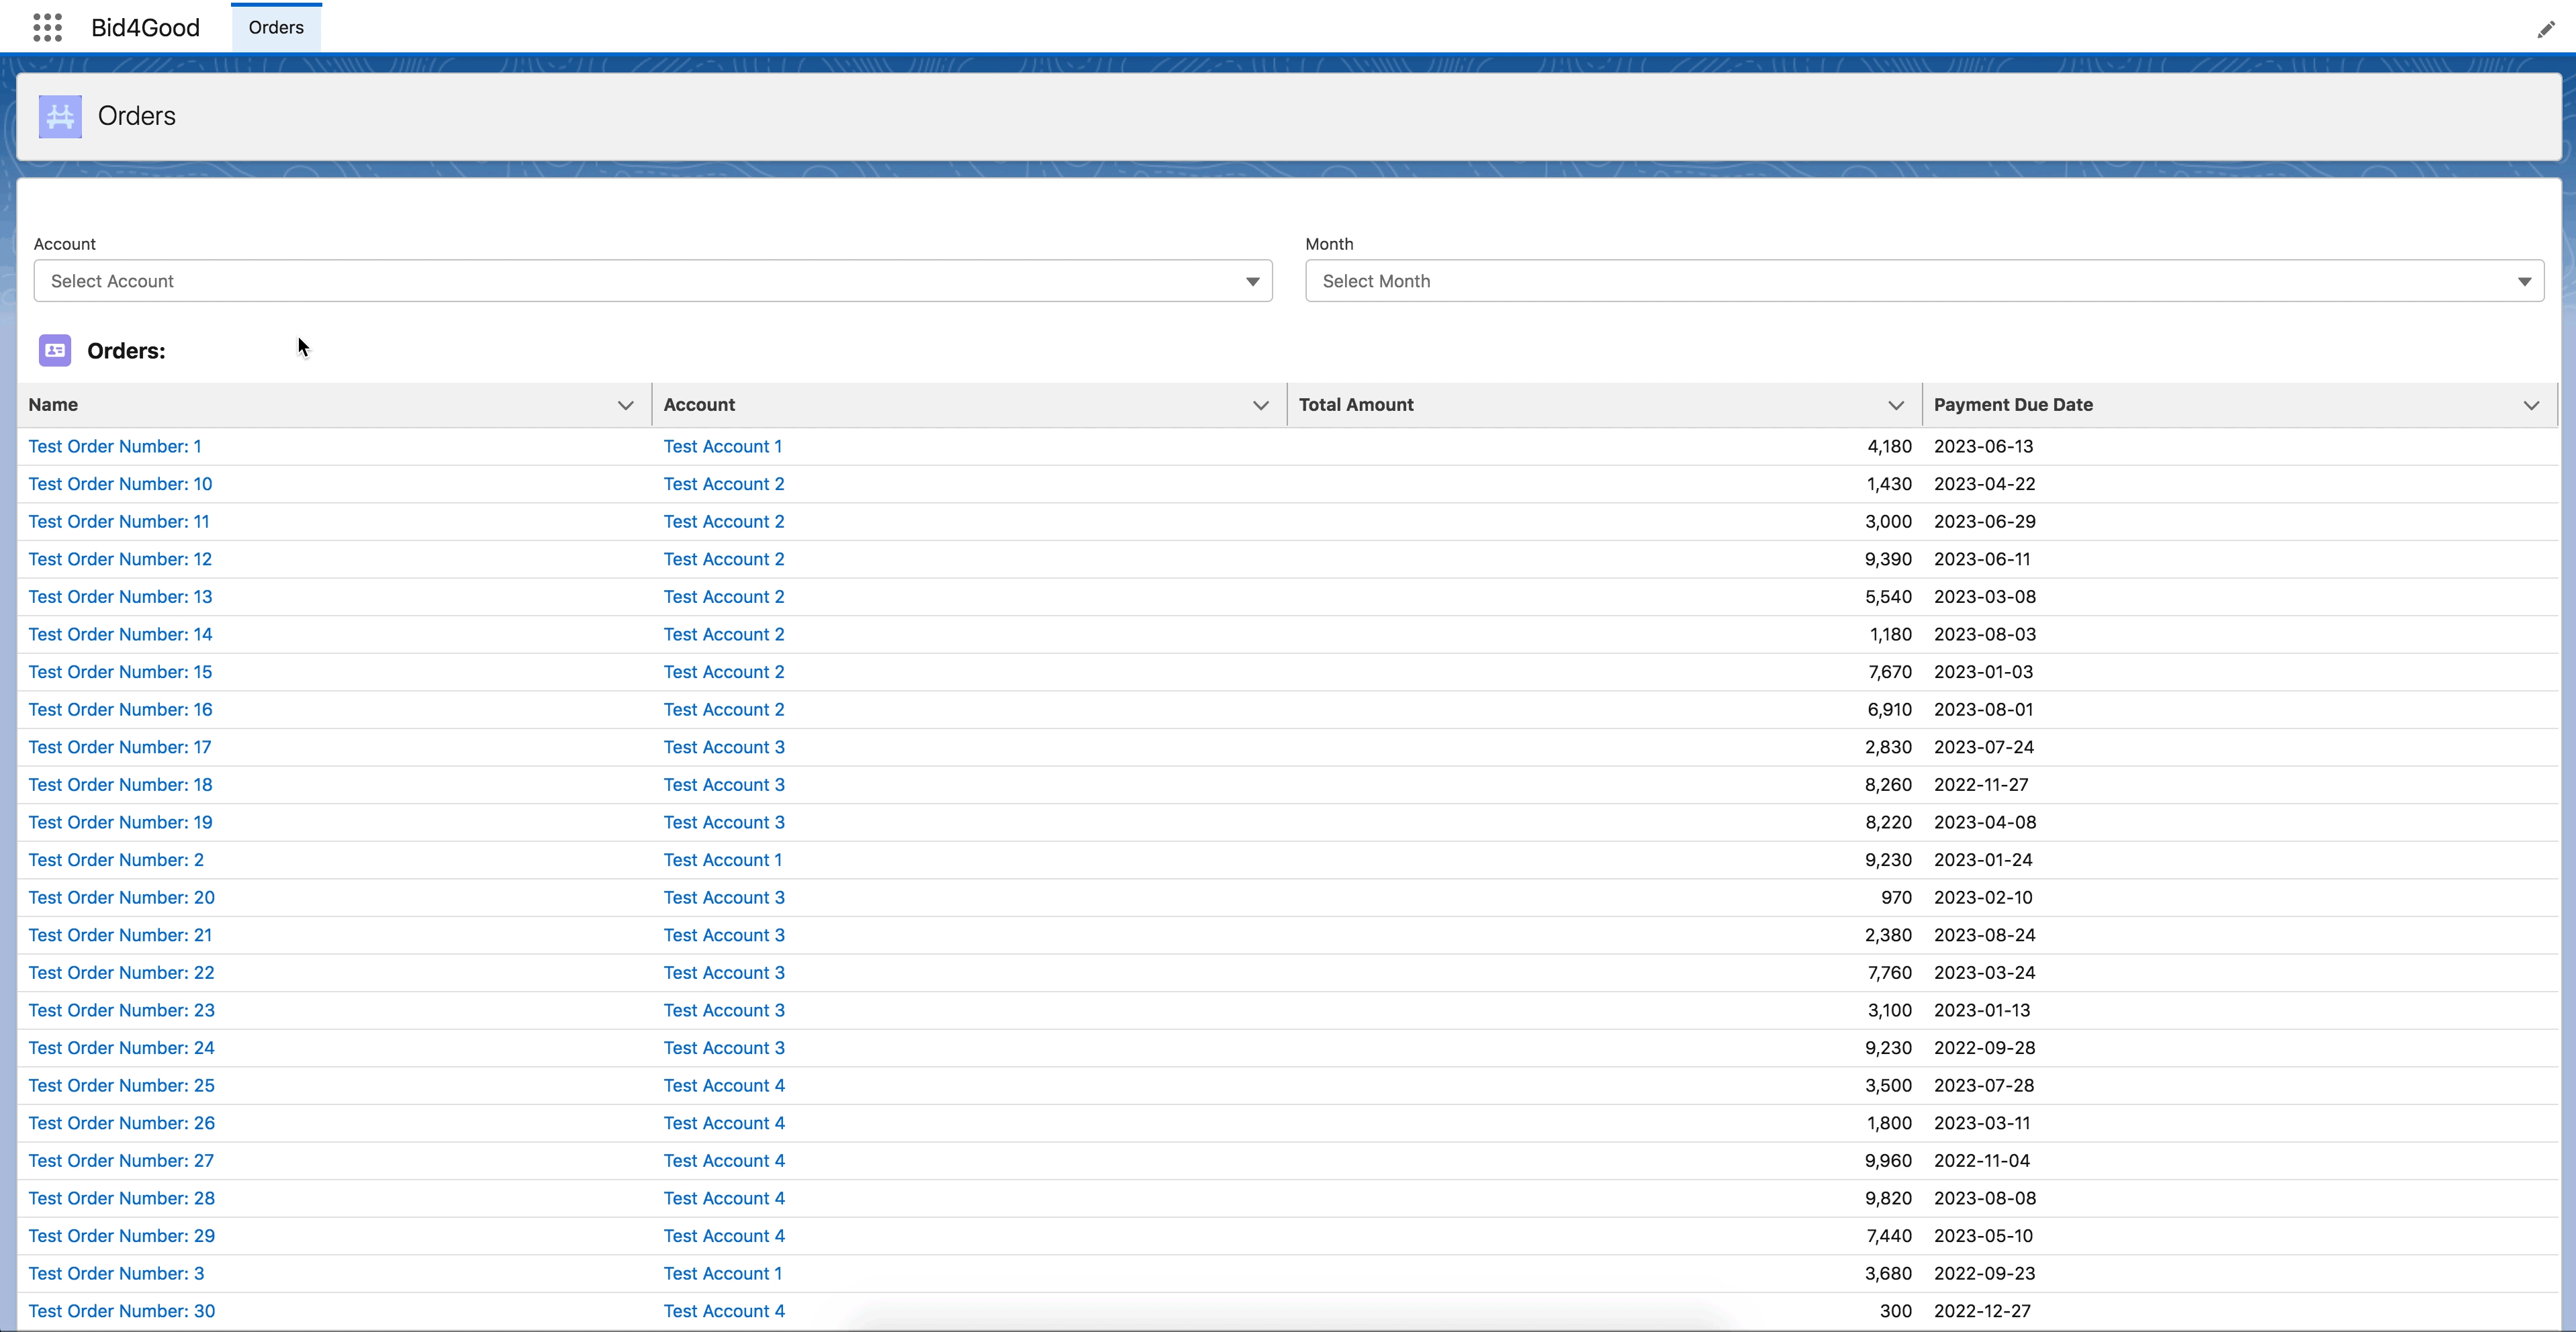 Bid4Good Orders
Orders
Account Month
Select Account Select Month
Orders:
Name Account Total Amount Payment Due Date
Test Order Number: 1 Test Account 1 4,180 2023-06-13
Test Order Number: 10 Test Account 2 1,430 2023-04-22
Test Order Number: 11 Test Account 2 3,000 2023-06-29
Test Order Number: 12 Test Account 2 9,390 2023-06-11
Test Order Number: 13 Test Account 2 5,540 2023-03-08
Test Order Number: 14 Test Account 2 1,180 2023-08-03
Test Order Number: 15 Test Account 2 7,670 2023-01-03
Test Order Number: 16 Test Account 2 6,910 2023-08-01
Test Order Number: 17 Test Account 3 2,830 2023-07-24
Test Order Number: 18 Test Account 3 8,260 2022-11-27
Test Order Number: 19 Test Account 3 8,220 2023-04-08
Test Order Number: 2 Test Account 1 9,230 2023-01-24
Test Order Number: 20 Test Account 3 970 2023-02-10
Test Order Number: 21 Test Account 3 2,380 2023-08-24
Test Order Number: 22 Test Account 3 7,760 2023-03-24
Test Order Number: 23 Test Account 3 3,100 2023-01-13
Test Order Number: 24 Test Account 3 9,230 2022-09-28
Test Order Number: 25 Test Account 4 3,500 2023-07-28
Test Order Number: 26 Test Account 4 1,800 2023-03-11
Test Order Number: 27 Test Account 4 9,960 2022-11-04
Test Order Number: 28 Test Account 4 9,820 2023-08-08
Test Order Number: 29 Test Account 4 7,440 2023-05-10
Test Order Number: 3 Test Account 1 3,680 2022-09-23
Test Order Number: 30 Test Account 4 300 2022-12-27